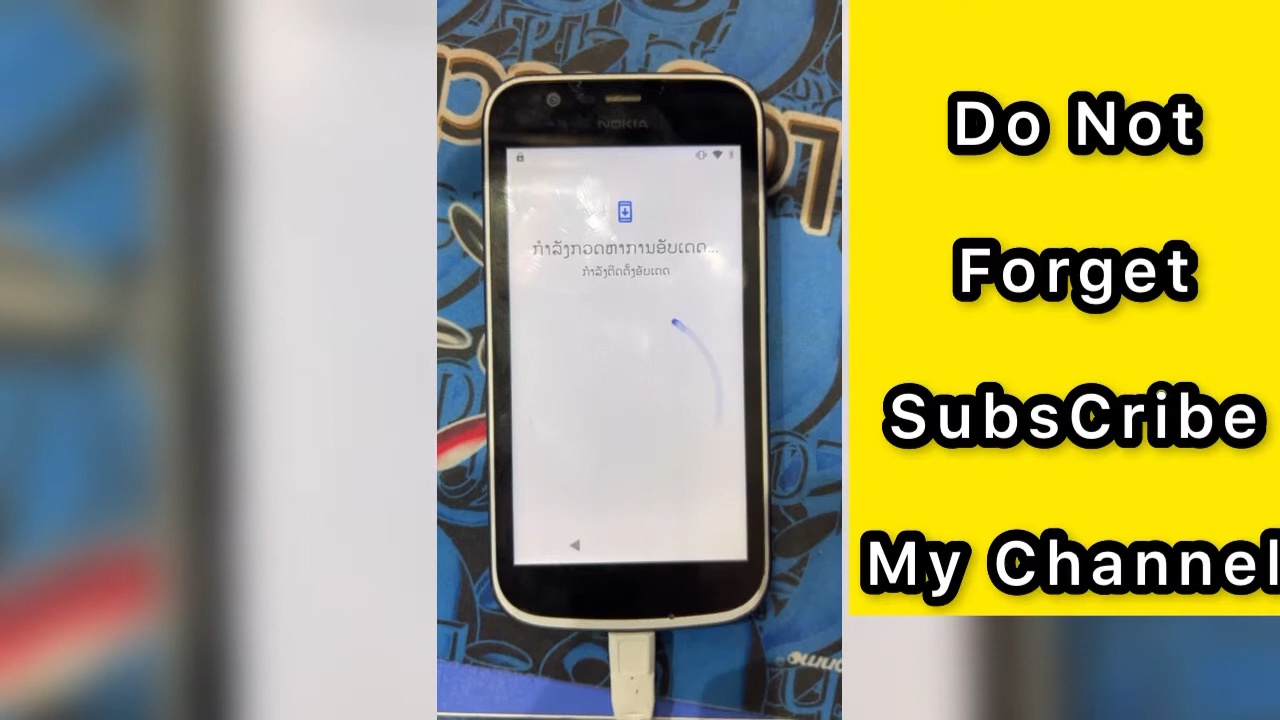 NOKIA
ກຳລັງກວດຫາການອັບເດດ...
ກຳລັງຕິດຕັ້ງອັບເດດ
Do Not
Forget
SubsCribe
My Channel